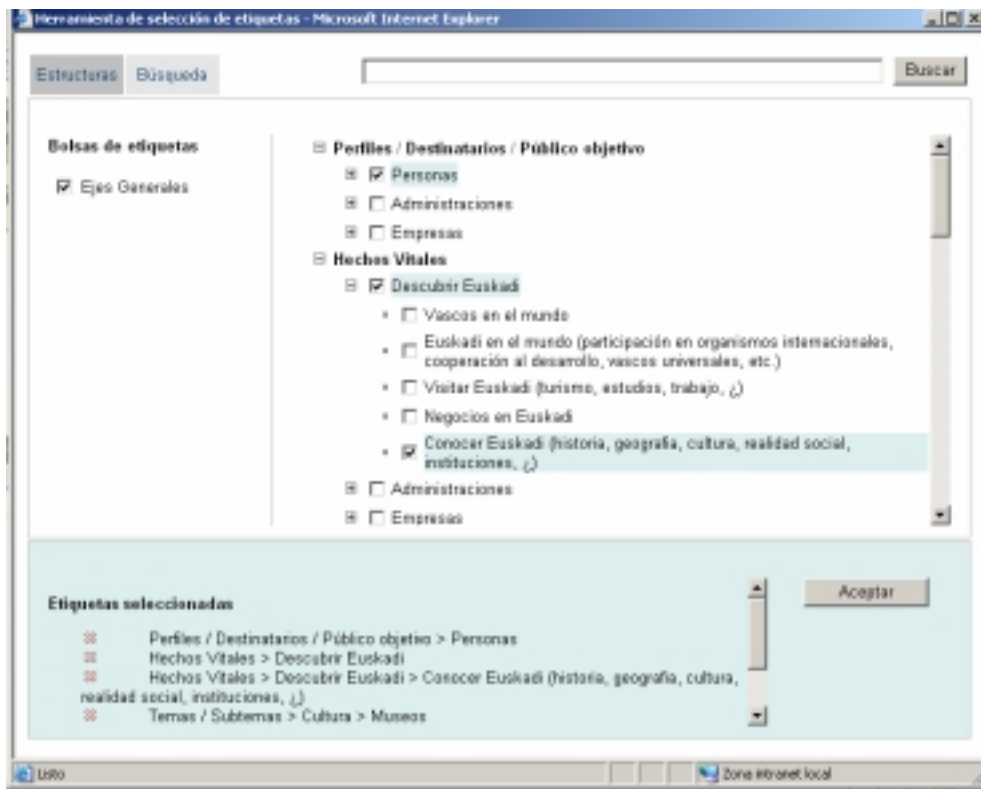 Herramienta de selección de etiquetas - Microsoft Internet Explorer
Estructuras Búsqueda Buscar
Bolsas de etiquetas
Ejes Generales
Perfiles / Destinatarios / Público objetivo
Personas
Administraciones
Empresas
Hechos Vitales
Descubrir Euskadi
Vascos en el mundo
Euskadi en el mundo (participación en organismos internacionales,
cooperación al desarrollo, vascos universales, etc.)
Visitar Euskadi (turismo, estudios, trabajo, ¿)
Negocios en Euskadi
Conocer Euskadi (historia, geografia, cultura, realidad social,
instituciones, ¿)
Administraciones
Empresas
Etiquetas seleccionadas
Aceptar
Perfiles / Destinatarios / Público objetivo > Personas
Hechos Vitales > Descubrir Euskadi
Hechos Vitales > Descubrir Euskadi > Conocer Euskadi (historia, geografia, cultura,
realidad social, instituciones, ¿)
Temas / Subtemas > Cultura > Museos
Listo Zona intranet local